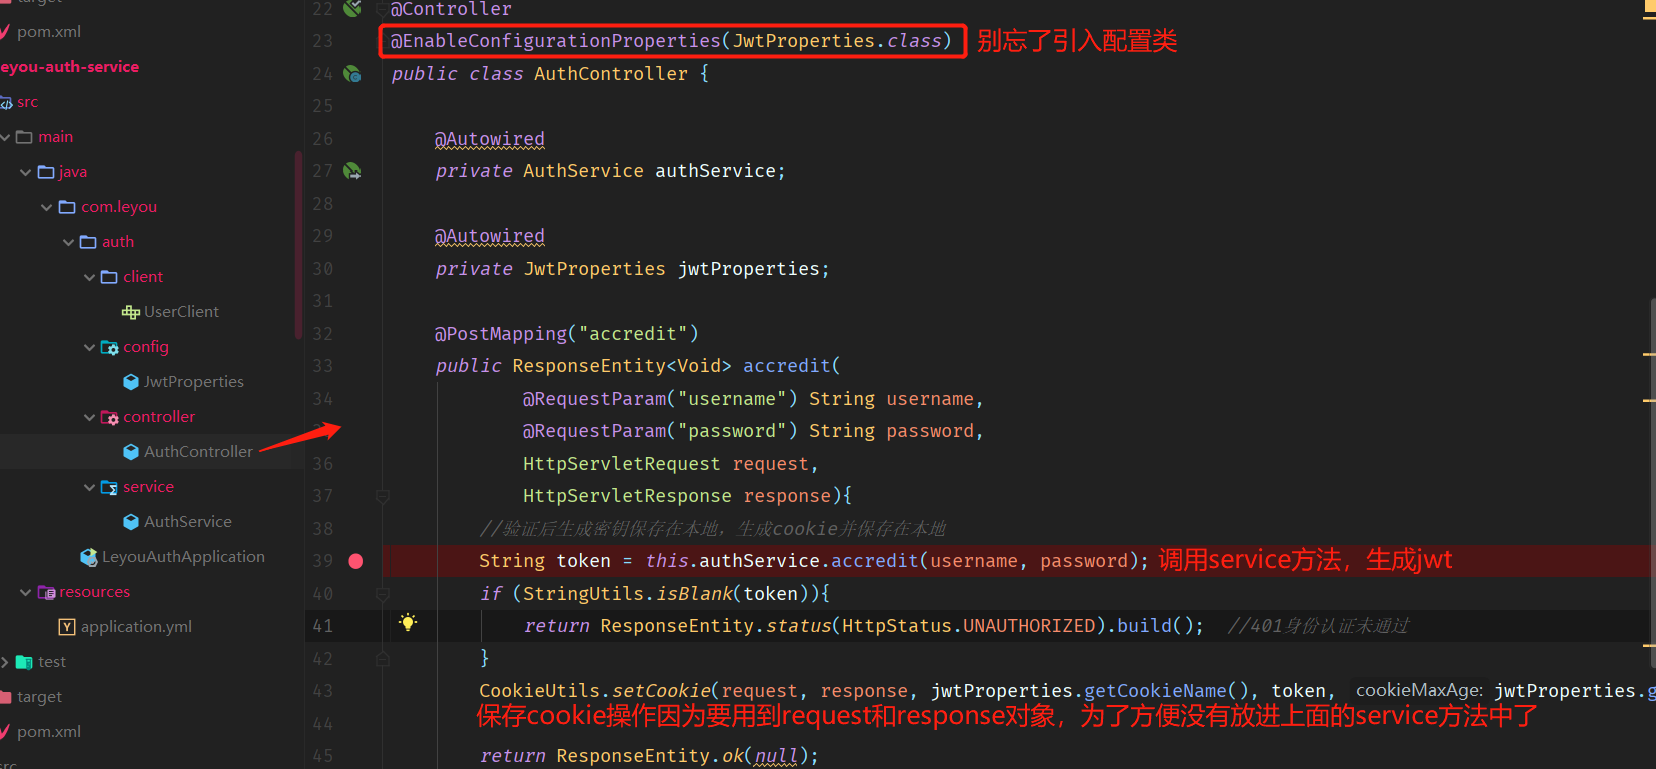 target
pom.xml
eyou-auth-service
src
main
java
com.leyou
auth
client
UserClient
config
JwtProperties
controller
AuthController
service
AuthService
LeyouAuthApplication
resources
application.yml
test
target
pom.xml
src
22 @Controller
23 @EnableConfigurationProperties(JwtProperties.class) 别忘了引入配置类
24 public class AuthController {
25
26 @Autowired
27 private AuthService authService;
28
29 @Autowired
30 private JwtProperties jwtProperties;
31
32 @PostMapping("accredit")
33 public ResponseEntity<Void> accredit(
34 @RequestParam("username") String username,
@RequestParam("password") String password,
36 HttpServletRequest request,
37 HttpServletResponse response){
38 //验证后生成密钥保存在本地，生成cookie并保存在本地
39 String token = this.authService.accredit(username, password); 调用service方法，生成jwt
40 if (StringUtils.isBlank(token)){
41 return ResponseEntity.status(HttpStatus.UNAUTHORIZED).build(); //401身份认证未通过
42 }
43 CookieUtils.setCookie(request, response, jwtProperties.getCookieName(), token, cookieMaxAge: jwtProperties.g
44 保存cookie操作因为要用到request和response对象，为了方便没有放进上面的service方法中了
45 return ResponseEntity.ok(null);